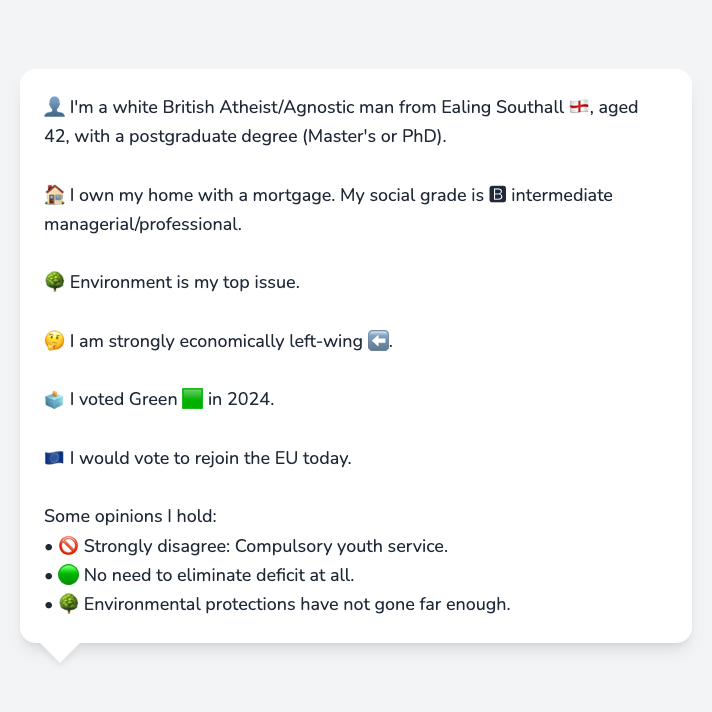 👤 I'm a white British Atheist/Agnostic man from Ealing Southall 🏴󠁧󠁢󠁥󠁮󠁧󠁿, aged
42, with a postgraduate degree (Master's or PhD).
🏠 I own my home with a mortgage. My social grade is 🅱 intermediate
managerial/professional.
🌳 Environment is my top issue.
🤔 I am strongly economically left-wing ⬅️.
🗳️ I voted Green 🟩 in 2024.
🇪🇺 I would vote to rejoin the EU today.
Some opinions I hold:
• 🚫 Strongly disagree: Compulsory youth service.
• 🟢 No need to eliminate deficit at all.
• 🌳 Environmental protections have not gone far enough.